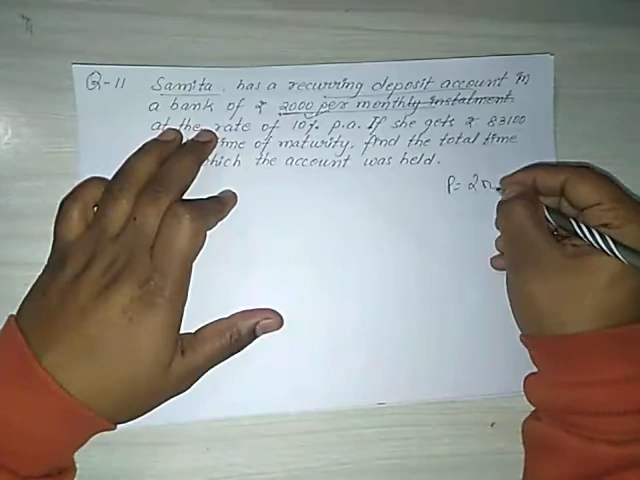 Q-11 Samita has a recurring deposit account in
a bank of ₹ 2000 per monthly instalment
at the rate of 10% p.a. If she gets ₹ 83100
time of maturity, find the total time
which the account was held.
P = 2